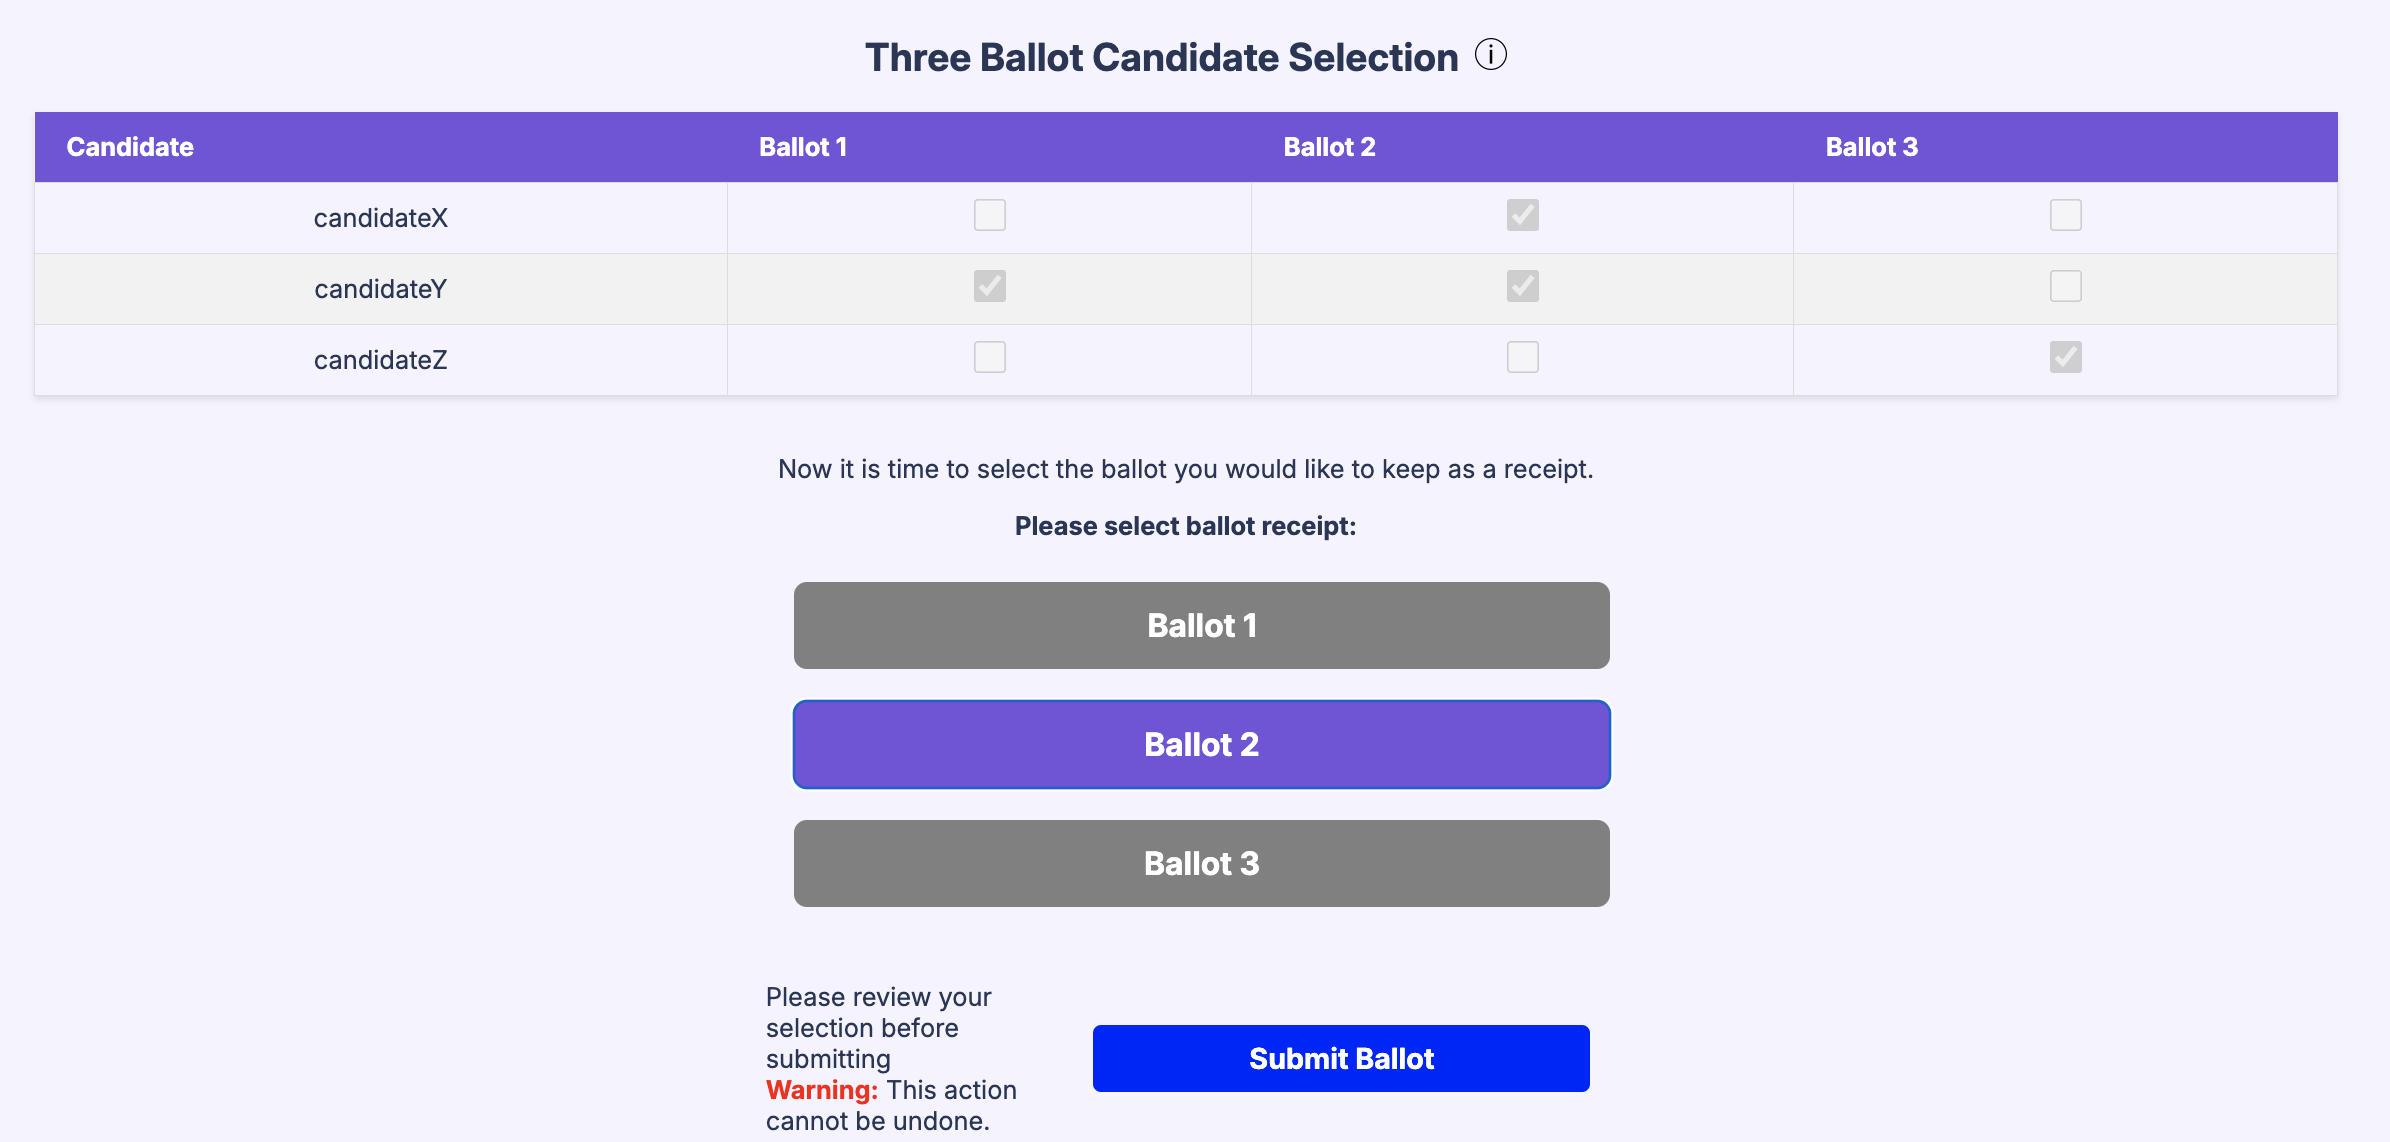 Three Ballot Candidate Selection i
Candidate Ballot 1 Ballot 2 Ballot 3
candidateX
candidateY
candidateZ
Now it is time to select the ballot you would like to keep as a receipt.
Please select ballot receipt:
Ballot 1
Ballot 2
Ballot 3
Please review your
selection before
submitting
Warning: This action
cannot be undone.
Submit Ballot